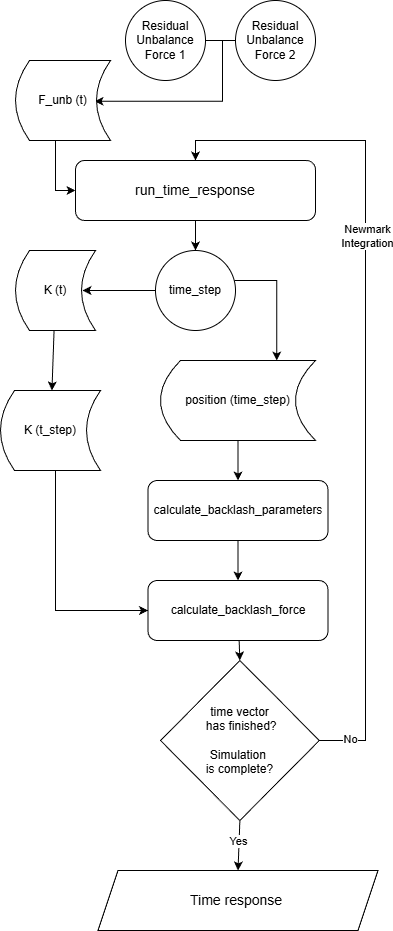 Residual
Unbalance
Force 1
Residual
Unbalance
Force 2
F_unb (t)
run_time_response
Newmark
Integration
K (t)
time_step
position (time_step)
K (t_step)
calculate_backlash_parameters
calculate_backlash_force
time vector
has finished?
Simulation
is complete?
No
Yes
Time response